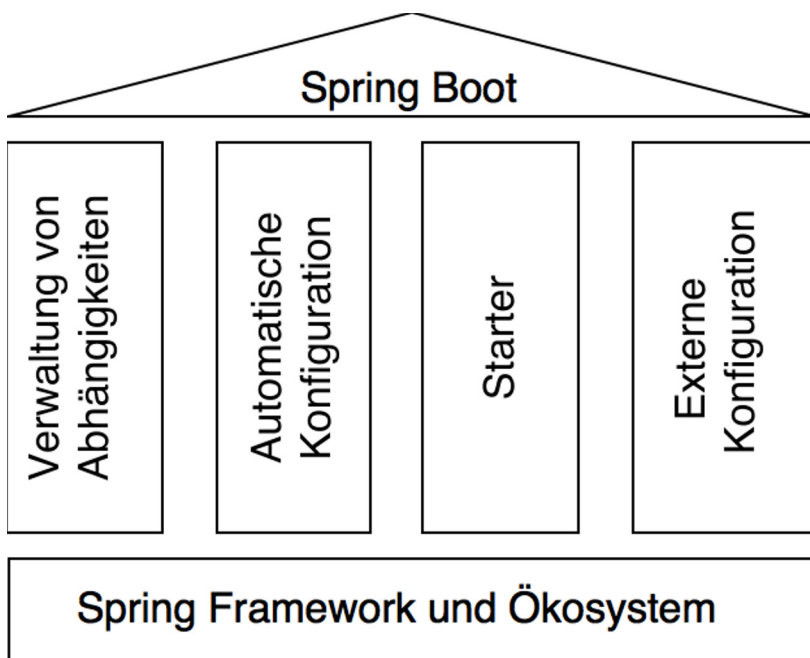 Spring Boot
Verwaltung von
Abhängigkeiten
Automatische
Konfiguration
Starter
Externe
Konfiguration
Spring Framework und Ökosystem